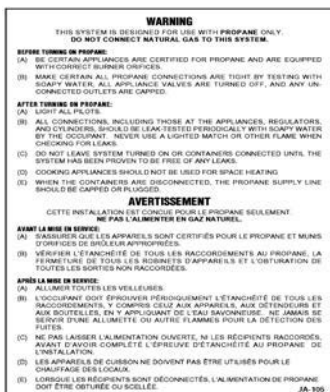 WARNING
THIS SYSTEM IS DESIGNED FOR USE WITH PROPANE ONLY.
DO NOT CONNECT NATURAL GAS TO THIS SYSTEM.
BEFORE TURNING ON PROPANE:
(A) BE CERTAIN APPLIANCES ARE CERTIFIED FOR PROPANE AND ARE EQUIPPED
WITH CORRECT BURNER ORIFICES.
(B) MAKE CERTAIN ALL PROPANE CONNECTIONS ARE TIGHT BY TESTING WITH
SOAPY WATER, ALL APPLIANCE VALVES ARE TURNED OFF, AND ANY UN-
CONNECTED OUTLETS ARE CAPPED.
AFTER TURNING ON PROPANE:
(A) LIGHT ALL PILOTS.
(B) ALL CONNECTIONS, INCLUDING THOSE AT THE APPLIANCES, REGULATORS,
AND CYLINDERS, SHOULD BE LEAK-TESTED PERIODICALLY WITH SOAPY WATER
BY THE OCCUPANT. NEVER USE A LIGHTED MATCH OR OTHER FLAME WHEN
CHECKING FOR LEAKS.
(C) DO NOT LEAVE SYSTEM TURNED ON OR CONTAINERS CONNECTED UNTIL THE
SYSTEM HAS BEEN PROVEN TO BE FREE OF ANY LEAKS.
(D) COOKING APPLIANCES SHOULD NOT BE USED FOR SPACE HEATING
(E) WHEN THE CONTAINERS ARE DISCONNECTED, THE PROPANE SUPPLY LINE
SHOULD BE CAPPED OR PLUGGED.
AVERTISSEMENT
CETTE INSTALLATION EST CONÇUE POUR LE PROPANE SEULEMENT.
NE PAS L'ALIMENTER EN GAZ NATUREL.
AVANT LA MISE EN SERVICE:
(A) S'ASSURER QUE LES APPAREILS SONT CERTIFIÉS POUR LE PROPANE ET MUNIS
D'ORIFICES DE BRÛLEUR APPROPRIÉES.
(B) VÉRIFIER L'ÉTANCHÉITÉ DE TOUS LES RACCORDEMENTS AU PROPANE, LA
FERMETURE DE TOUS LES ROBINETS D'APPAREILS ET L'OBTURATION DE
TOUTES LES SORTIES NON RACCORDÉES.
APRÈS LA MISE EN SERVICE:
(A) ALLUMER TOUTES LES VEILLEUSES.
(B) L'OCCUPANT DOIT ÉPROUVER PÉRIODIQUEMENT L'ÉTANCHÉITÉ DE TOUS LES
RACCORDEMENTS, Y COMPRIS CEUX AUX APPAREILS, AUX DÉTENDEURS ET
AUX BOUTEILLES, EN Y APPLIQUANT DE L'EAU SAVONNEUSE. NE JAMAIS SE
SERVIR D'UNE ALLUMETTE OU AUTRE FLAMMES POUR LA DÉTECTION DES
FUITES.
(C) NE PAS LAISSER L'ALIMENTATION OUVERTE, NI LES RÉCIPIENTS RACCORDÉS,
AVANT D'AVOIR COMPLÉTÉ L'ÉPREUVE D'ÉTANCHÉITÉ AU PROPANE DE
L'INSTALLATION.
(D) LES APPAREILS DE CUISSON NE DOIVENT PAS ÊTRE UTILISÉS POUR LE
CHAUFFAGE DES LOCAUX.
(E) LORSQUE LES RÉCIPIENTS SONT DÉCONNECTÉS, L'ALIMENTATION DE PROPANE
DOIT ÊTRE OBTURÉE OU SCELLÉE.
JA-105